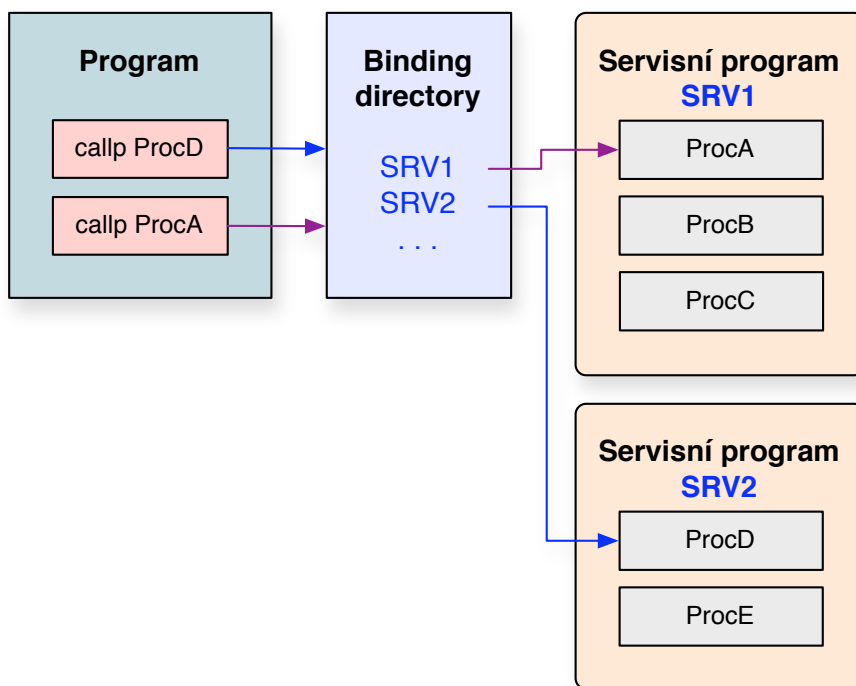 Program
callp ProcD
callp ProcA
Binding
directory
SRV1
SRV2
. . .
Servisní program
SRV1
ProcA
ProcB
ProcC
Servisní program
SRV2
ProcD
ProcE